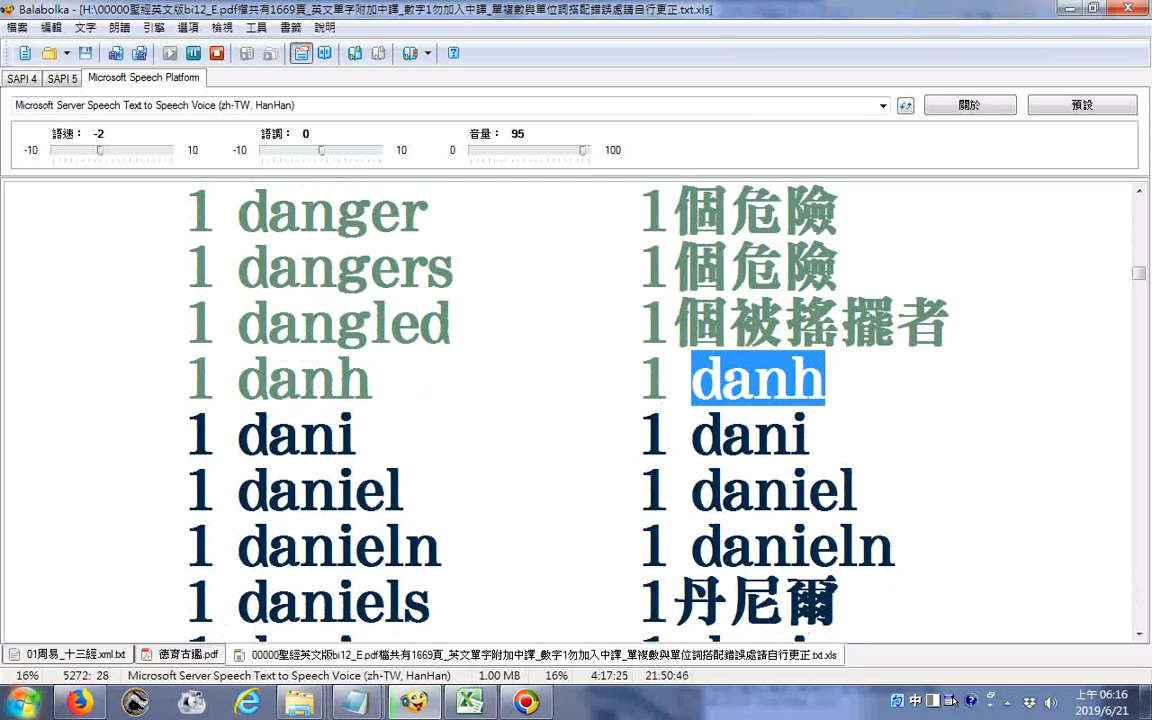 Balabolka - [H:\00000聖經英文版bi12_E.pdf檔共有1669頁_英文單字附加中譯_數字1勿加入中譯_單複數與單位詞搭配錯誤處請自行更正.txt.xls]
檔案 編輯 文字 朗讀 引擎 選項 檢視 工具 書籤 說明
SAPI 4 SAPI 5 Microsoft Speech Platform
Microsoft Server Speech Text to Speech Voice (zh-TW, HanHan) 關於 預設
語速： -2 語調： 0 音量： 95
-10 10 -10 10 0 100
1 danger 1個危險
1 dangers 1個危險
1 dangled 1個被搖擺者
1 danh 1 danh
1 dani 1 dani
1 daniel 1 daniel
1 danieln 1 danieln
1 daniels 1丹尼爾
01周易_十三經.xml.txt 德育古鑑.pdf 00000聖經英文版bi12_E.pdf檔共有1669頁_英文單字附加中譯_數字1勿加入中譯_單複數與單位詞搭配錯誤處請自行更正.txt.xls
16% 5272: 28 Microsoft Server Speech Text to Speech Voice (zh-TW, HanHan) 1.00 MB 16% 4:17:25 21:50:46
中 上午 06:16
2019/6/21